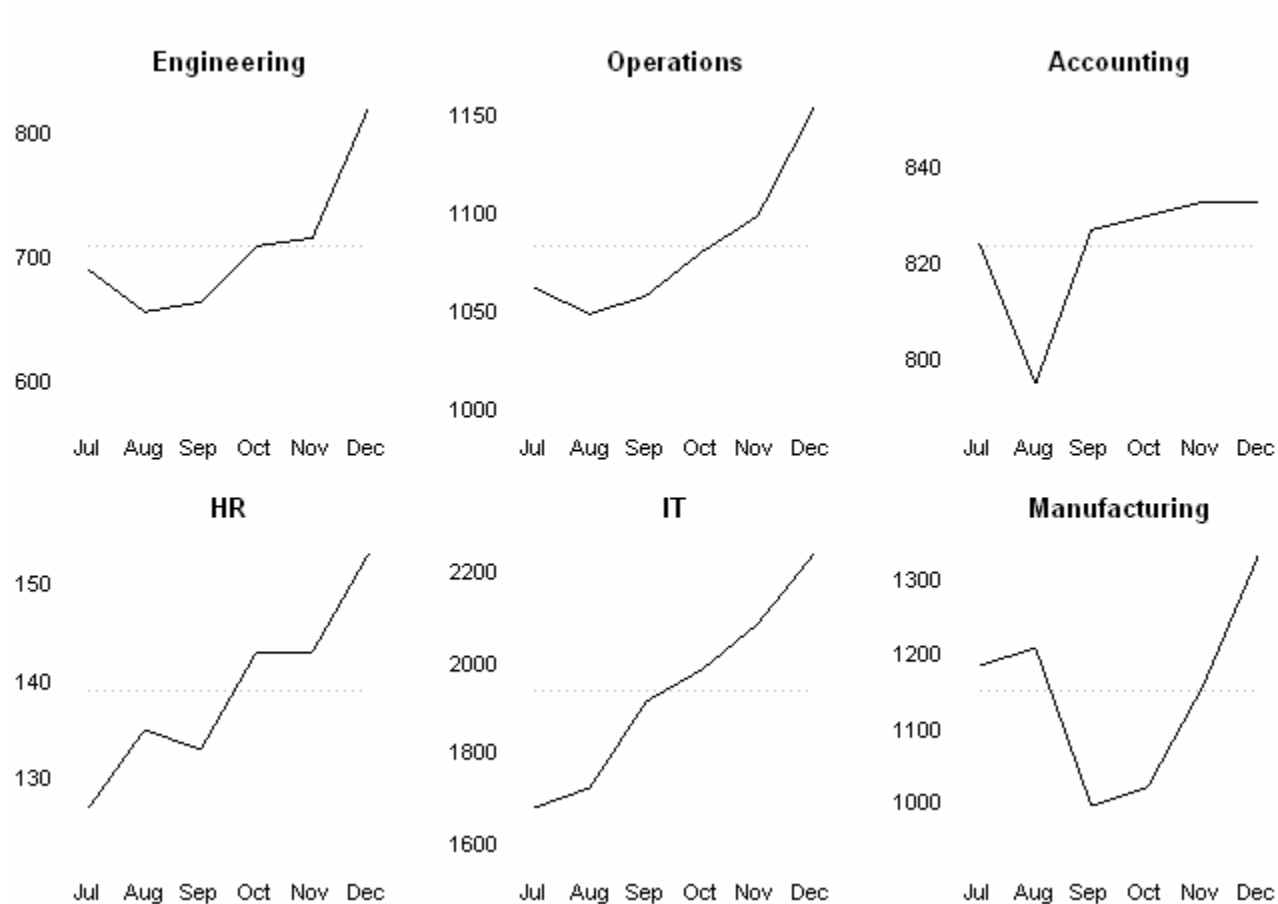 Engineering
800
700
600
Jul Aug Sep Oct Nov Dec
Operations
1150
1100
1050
1000
Jul Aug Sep Oct Nov Dec
Accounting
840
820
800
Jul Aug Sep Oct Nov Dec
HR
150
140
130
Jul Aug Sep Oct Nov Dec
IT
2200
2000
1800
1600
Jul Aug Sep Oct Nov Dec
Manufacturing
1300
1200
1100
1000
Jul Aug Sep Oct Nov Dec